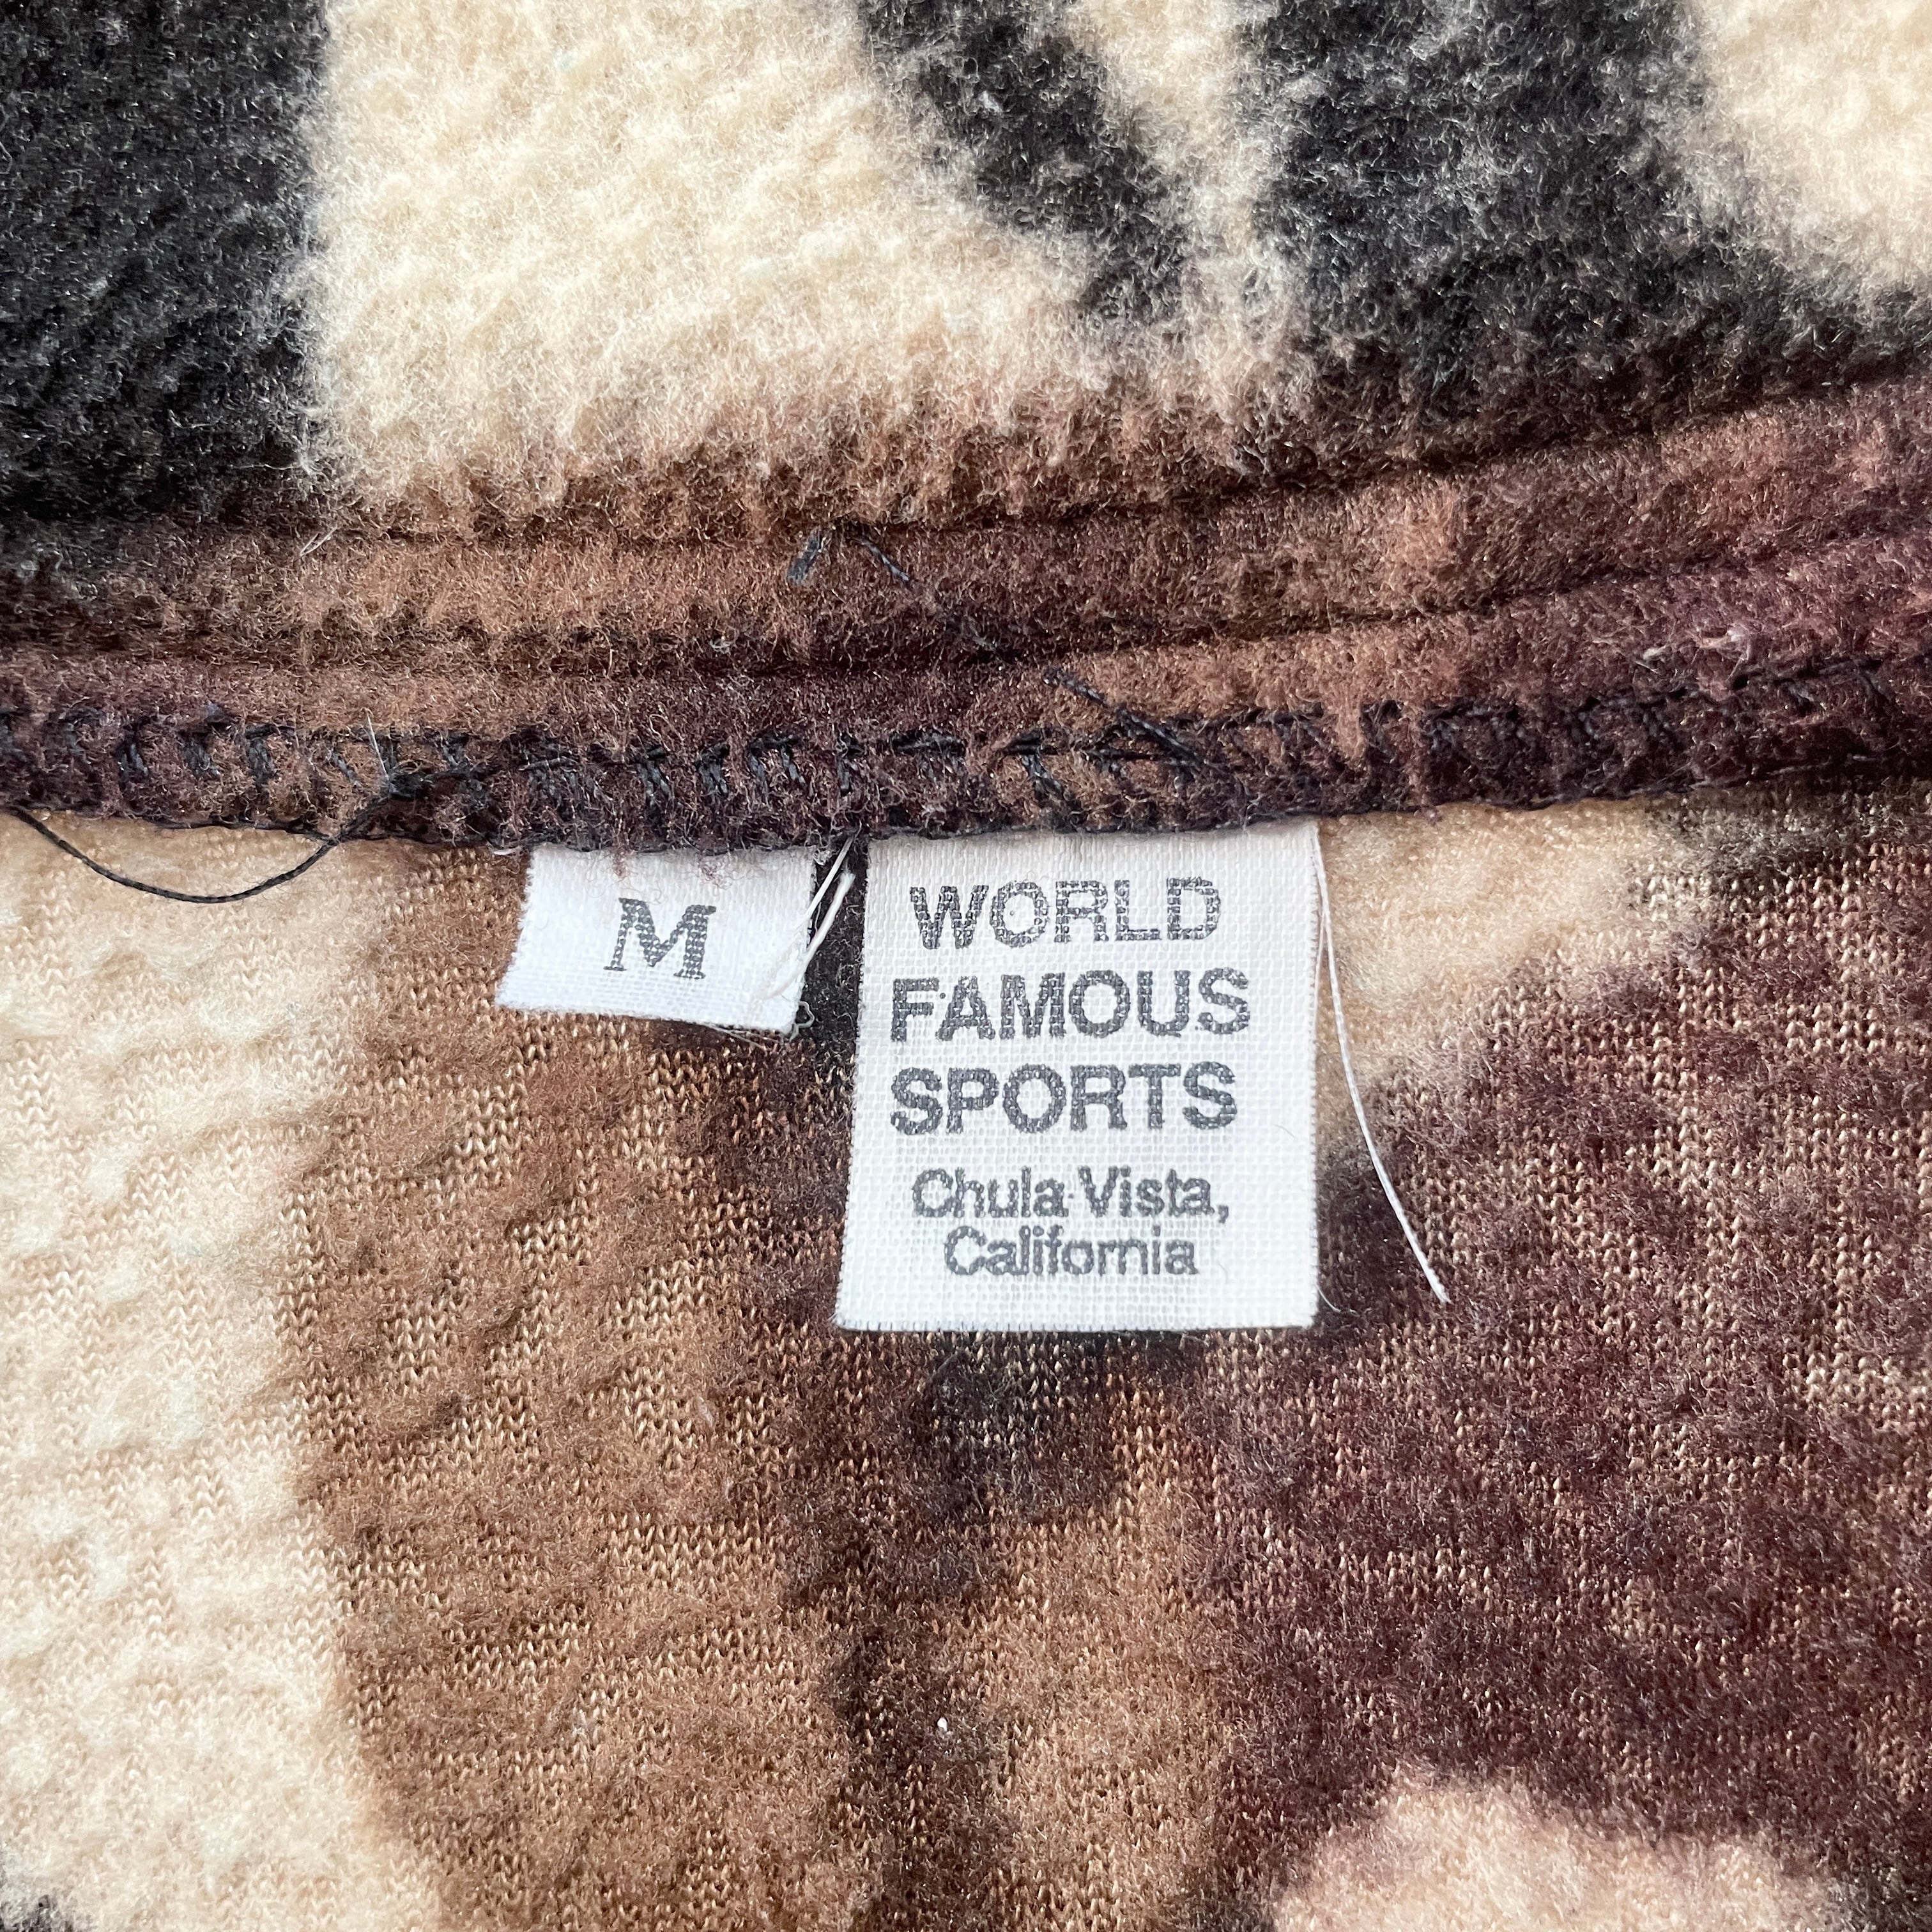 M
WORLD
FAMOUS
SPORTS
Chula Vista,
California